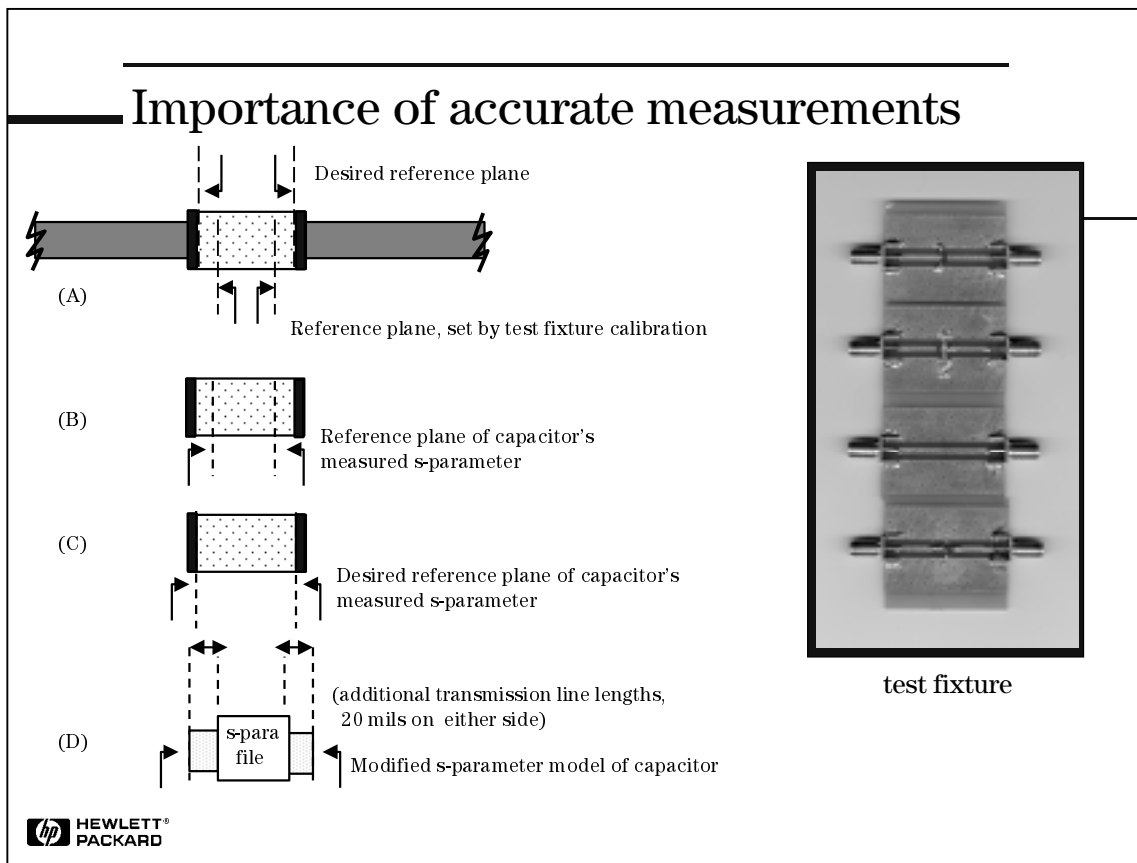 Importance of accurate measurements
Desired reference plane
(A)
Reference plane, set by test fixture calibration
(B)
Reference plane of capacitor's
measured s-parameter
(C)
Desired reference plane of capacitor's
measured s-parameter
(additional transmission line lengths,
20 mils on either side)
(D)
s-para
file
Modified s-parameter model of capacitor
test fixture
hp HEWLETT®
PACKARD